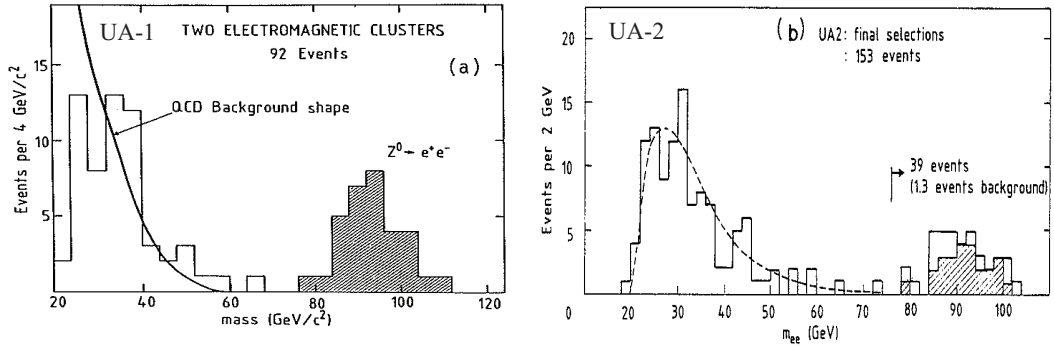 UA-1
TWO ELECTROMAGNETIC CLUSTERS
92 Events
(a)
QCD Background shape
Z⁰→ e⁺e⁻
Events per 4 GeV/c²
15
10
5
20
40
60
80
100
120
mass (GeV/c²)
UA-2
(b)
UA2: final selections
: 153 events
39 events
(1.3 events background)
Events per 2 GeV
20
15
10
5
0
0
20
30
40
50
60
70
80
90
100
m_ee (GeV)